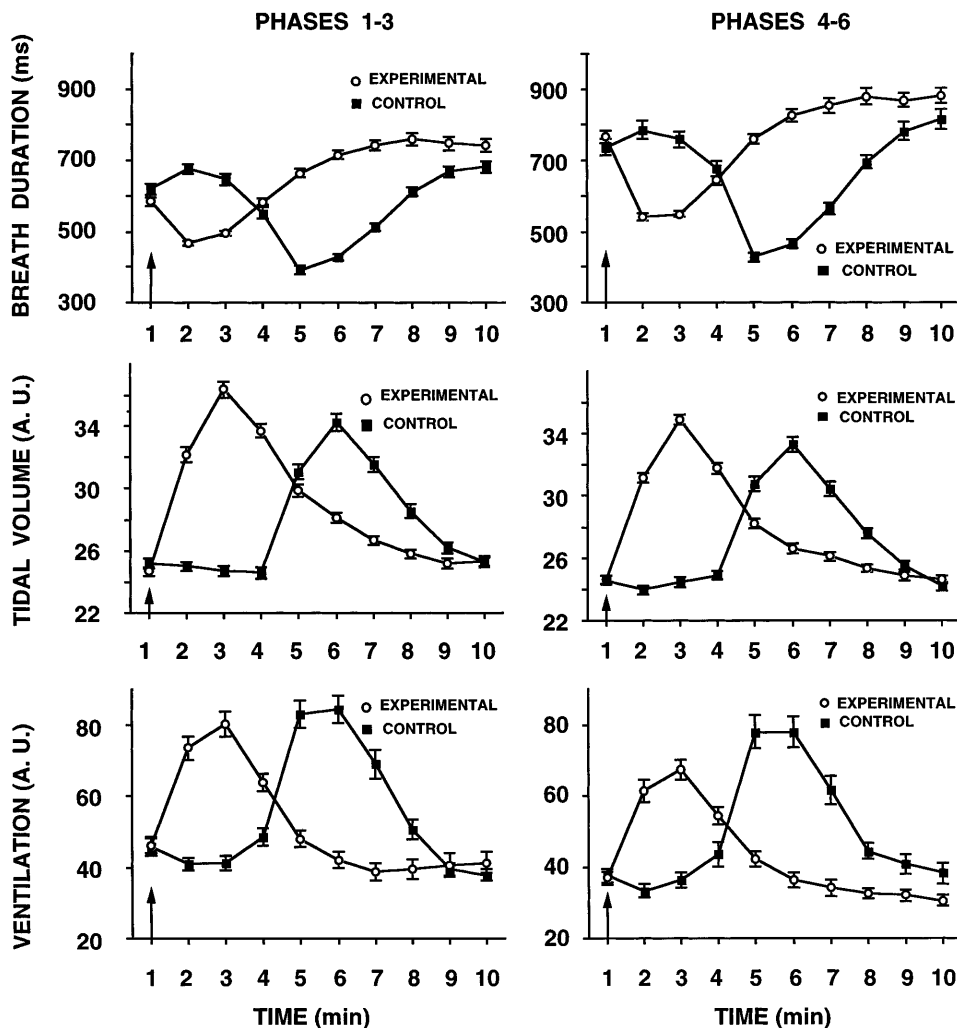 PHASES 1-3
PHASES 4-6
BREATH DURATION (ms)
900
700
500
300
EXPERIMENTAL
CONTROL
1 2 3 4 5 6 7 8 9 10
900
700
500
300
EXPERIMENTAL
CONTROL
1 2 3 4 5 6 7 8 9 10
TIDAL VOLUME (A. U.)
34
30
26
22
EXPERIMENTAL
CONTROL
1 2 3 4 5 6 7 8 9 10
34
30
26
22
EXPERIMENTAL
CONTROL
1 2 3 4 5 6 7 8 9 10
VENTILATION (A. U.)
80
60
40
20
EXPERIMENTAL
CONTROL
1 2 3 4 5 6 7 8 9 10
TIME (min)
80
60
40
20
EXPERIMENTAL
CONTROL
1 2 3 4 5 6 7 8 9 10
TIME (min)